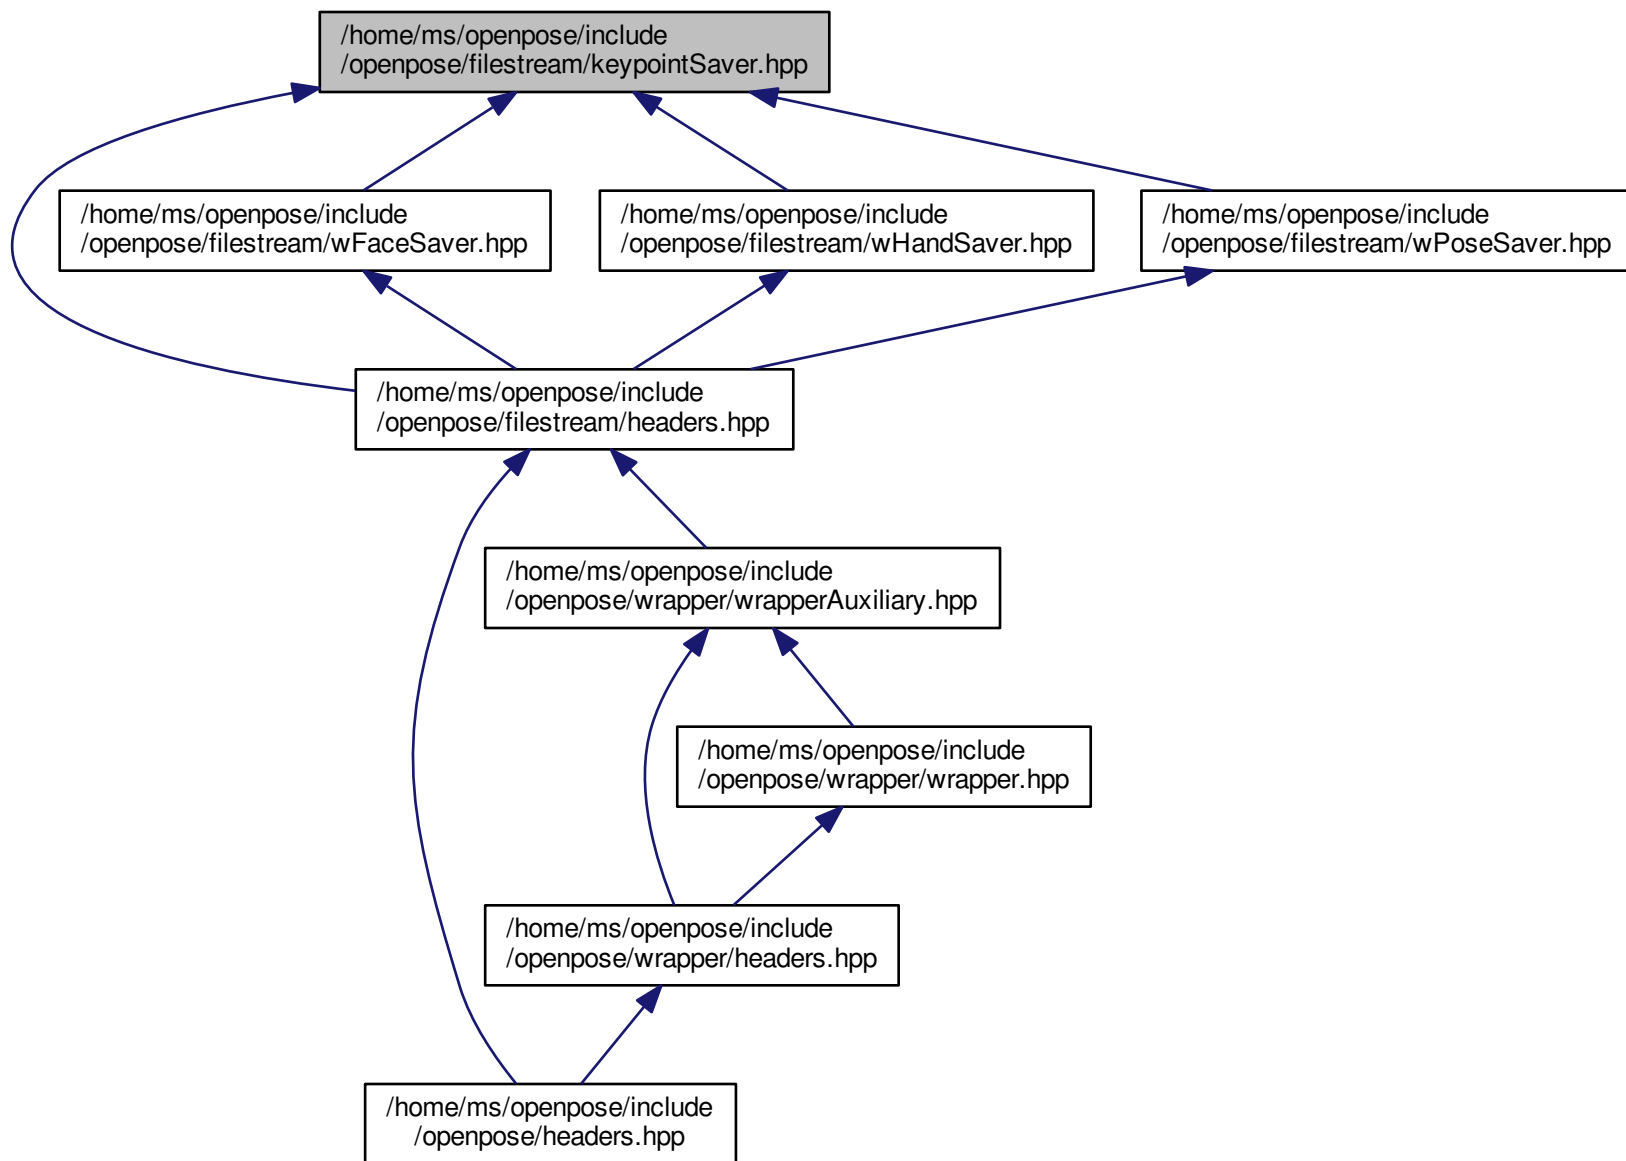 /home/ms/openpose/include
/openpose/filestream/keypointSaver.hpp
/home/ms/openpose/include
/openpose/filestream/wFaceSaver.hpp
/home/ms/openpose/include
/openpose/filestream/wHandSaver.hpp
/home/ms/openpose/include
/openpose/filestream/wPoseSaver.hpp
/home/ms/openpose/include
/openpose/filestream/headers.hpp
/home/ms/openpose/include
/openpose/wrapper/wrapperAuxiliary.hpp
/home/ms/openpose/include
/openpose/wrapper/wrapper.hpp
/home/ms/openpose/include
/openpose/wrapper/headers.hpp
/home/ms/openpose/include
/openpose/headers.hpp